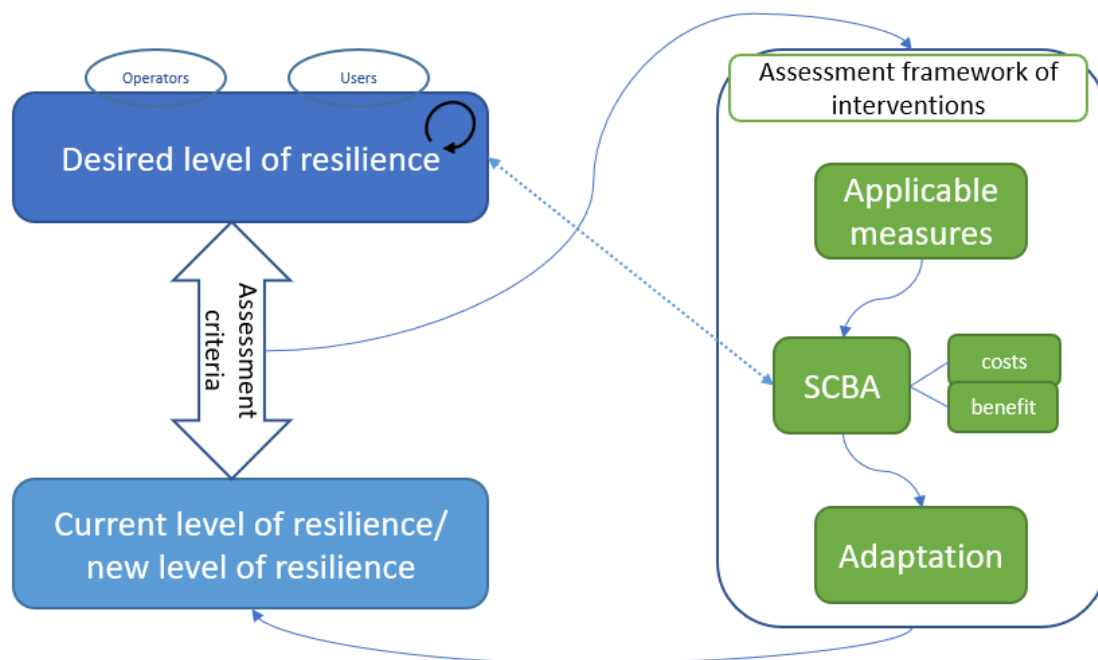 Operators
Users
Desired level of resilience
Assessment
criteria
Current level of resilience/
new level of resilience
Assessment framework of
interventions
Applicable
measures
SCBA
costs
benefit
Adaptation